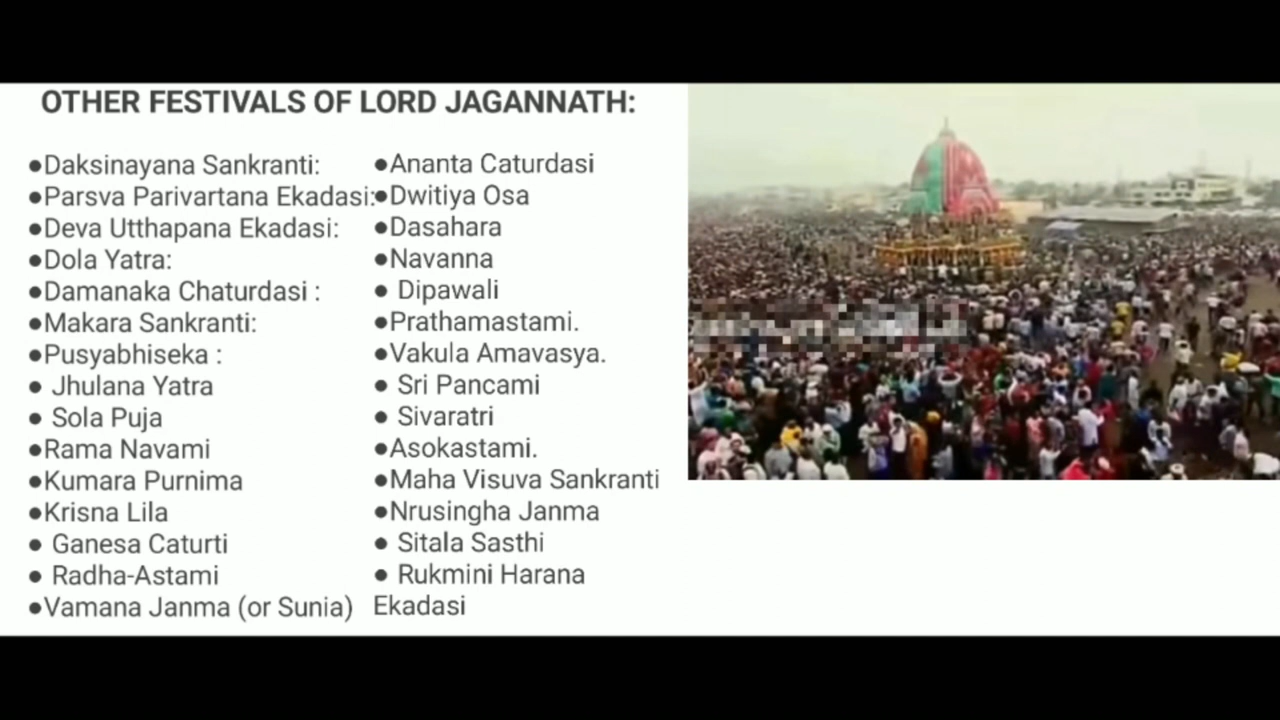 OTHER FESTIVALS OF LORD JAGANNATH:
●Daksinayana Sankranti:
●Parsva Parivartana Ekadasi:
●Deva Utthapana Ekadasi:
●Dola Yatra:
●Damanaka Chaturdasi :
●Makara Sankranti:
●Pusyabhiseka :
● Jhulana Yatra
● Sola Puja
●Rama Navami
●Kumara Purnima
●Krisna Lila
● Ganesa Caturti
● Radha-Astami
●Vamana Janma (or Sunia)
●Ananta Caturdasi
●Dwitiya Osa
●Dasahara
●Navanna
● Dipawali
●Prathamastami.
●Vakula Amavasya.
● Sri Pancami
● Sivaratri
●Asokastami.
●Maha Visuva Sankranti
●Nrusingha Janma
● Sitala Sasthi
● Rukmini Harana
Ekadasi